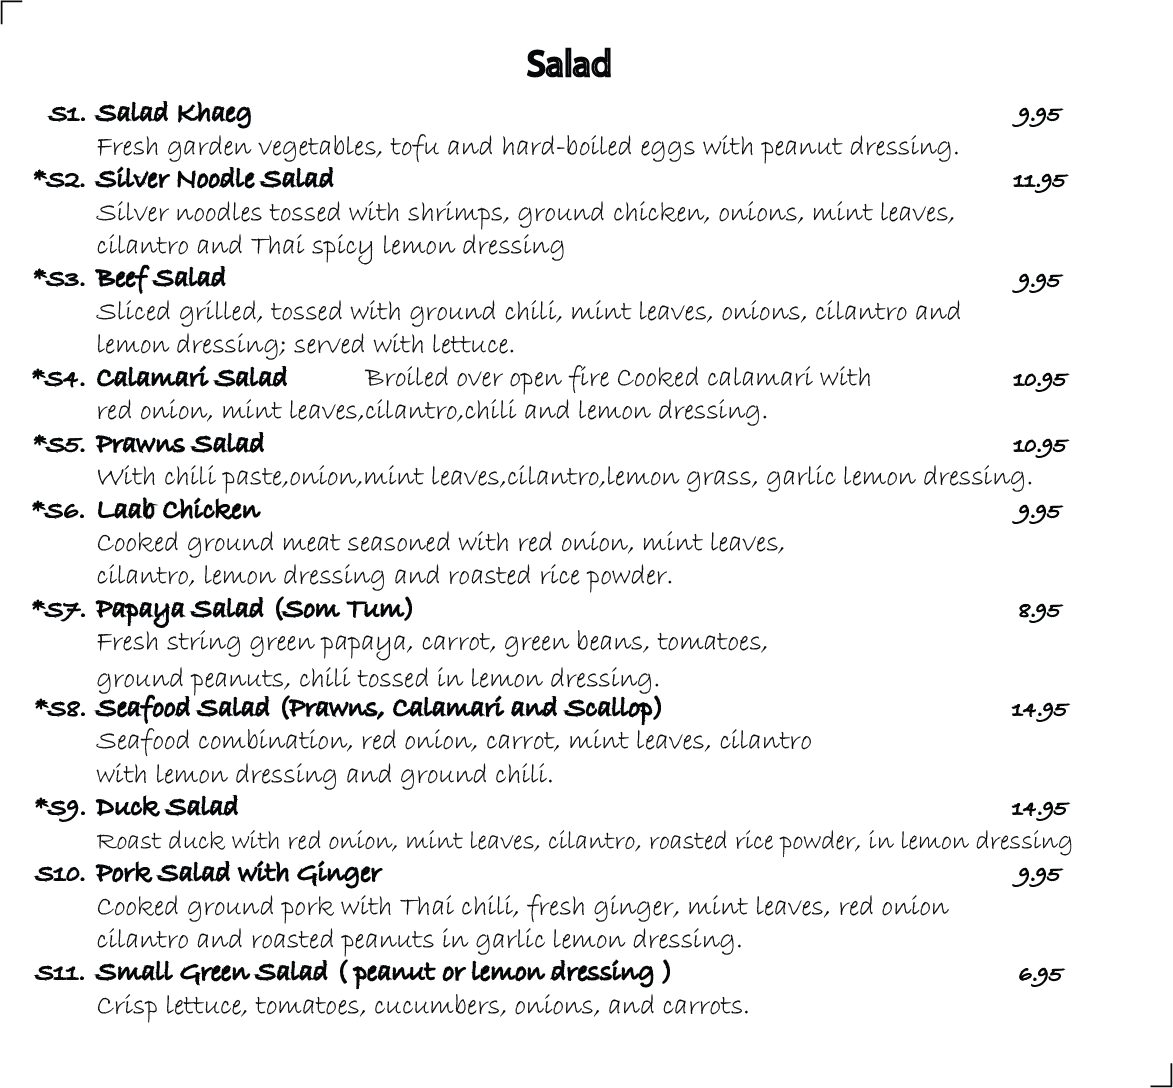 Salad
S1. Salad Khaeg 9.95
Fresh garden vegetables, tofu and hard-boiled eggs with peanut dressing.
*S2. Silver Noodle Salad 11.95
Silver noodles tossed with shrimps, ground chicken, onions, mint leaves,
cilantro and Thai spicy lemon dressing
*S3. Beef Salad 9.95
Sliced grilled, tossed with ground chili, mint leaves, onions, cilantro and
lemon dressing; served with lettuce.
*S4. Calamari Salad Broiled over open fire Cooked calamari with 10.95
red onion, mint leaves,cilantro,chili and lemon dressing.
*S5. Prawns Salad 10.95
With chili paste,onion,mint leaves,cilantro,lemon grass, garlic lemon dressing.
*S6. Laab Chicken 9.95
Cooked ground meat seasoned with red onion, mint leaves,
cilantro, lemon dressing and roasted rice powder.
*S7. Papaya Salad (Som Tum) 8.95
Fresh string green papaya, carrot, green beans, tomatoes,
ground peanuts, chili tossed in lemon dressing.
*S8. Seafood Salad (Prawns, Calamari and Scallop) 14.95
Seafood combination, red onion, carrot, mint leaves, cilantro
with lemon dressing and ground chili.
*S9. Duck Salad 14.95
Roast duck with red onion, mint leaves, cilantro, roasted rice powder, in lemon dressing
S10. Pork Salad with Ginger 9.95
Cooked ground pork with Thai chili, fresh ginger, mint leaves, red onion
cilantro and roasted peanuts in garlic lemon dressing.
S11. Small Green Salad ( peanut or lemon dressing ) 6.95
Crisp lettuce, tomatoes, cucumbers, onions, and carrots.